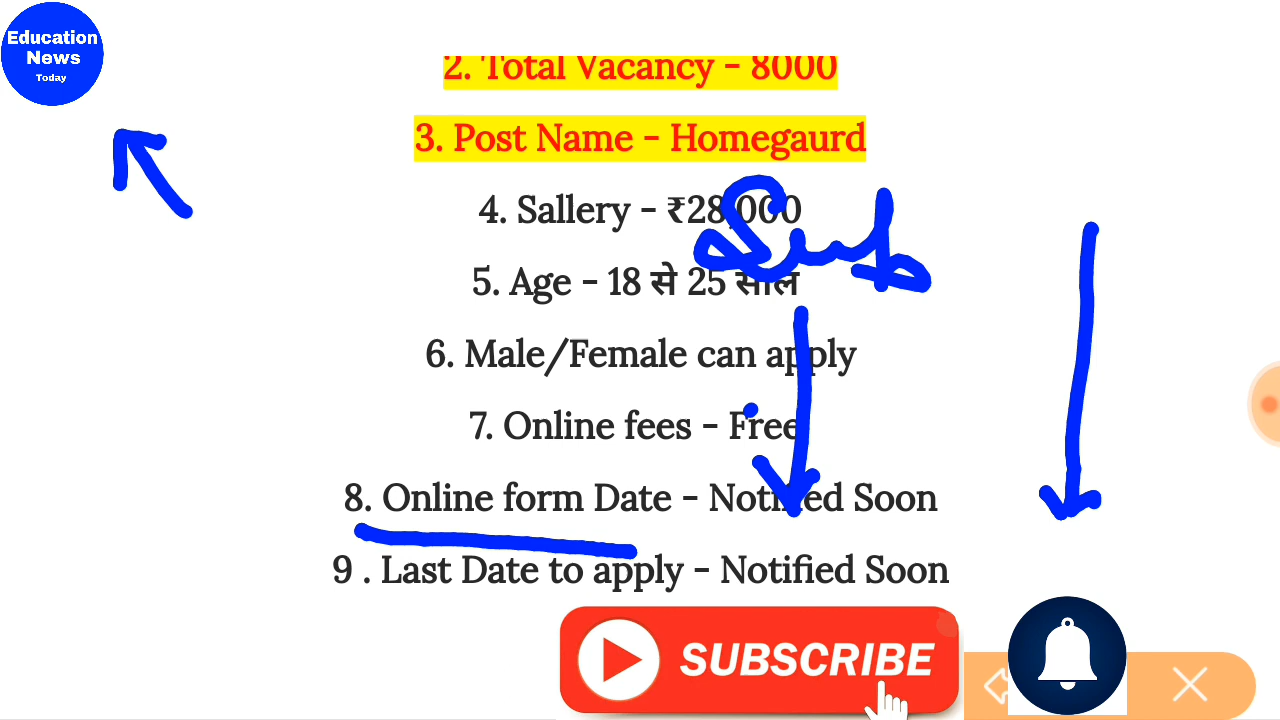 Education
News
Today
2. Total Vacancy - 8000
3. Post Name - Homegaurd
4. Sallery - ₹28,000
Sub
5. Age - 18 से 25 साल
6. Male/Female can apply
7. Online fees - Free
8. Online form Date - Notified Soon
9 . Last Date to apply - Notified Soon
SUBSCRIBE